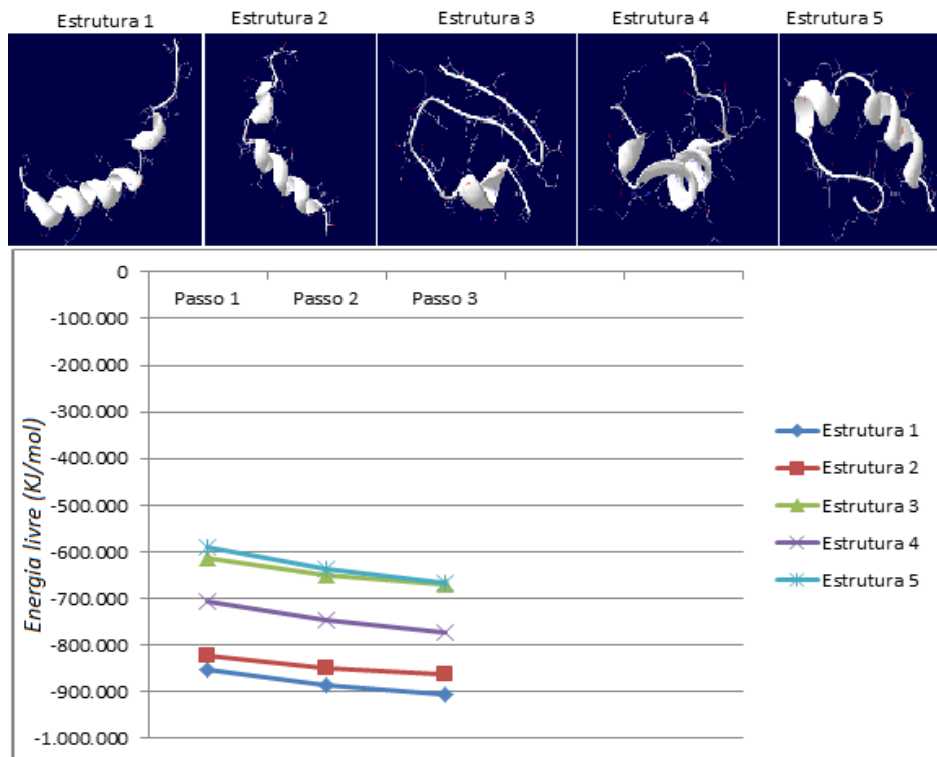 Estrutura 1 Estrutura 2 Estrutura 3 Estrutura 4 Estrutura 5
0
Passo 1 Passo 2 Passo 3
-100.000
-200.000
-300.000
-400.000
-500.000
-600.000
-700.000
-800.000
-900.000
-1.000.000
Energia livre (KJ/mol)
Estrutura 1
Estrutura 2
Estrutura 3
Estrutura 4
Estrutura 5